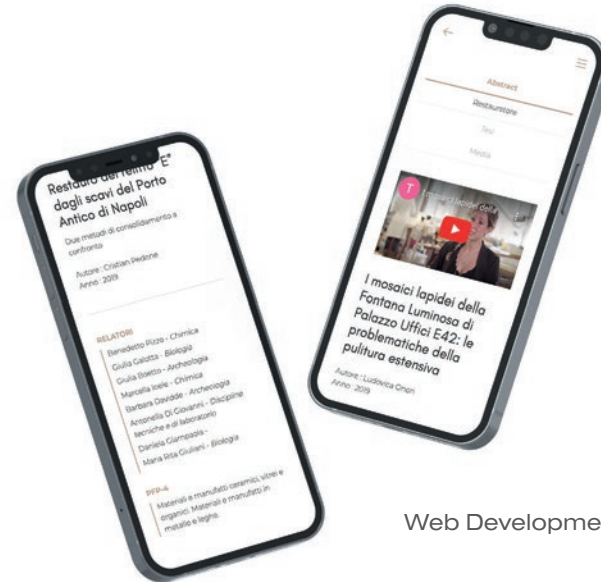 Restauro del relitto "E"
dagli scavi del Porto
Antico di Napoli
Due metodi di consolidamento a
confronto
Autore : Cristian Pedone
Anno : 2019
RELATORI
Benedetto Pizzo - Chimica
Giulia Galotta - Biologia
Giulia Boetto - Archeologia
Marcella Ioele - Chimica
Barbara Davidde - Archeologia
Antonella Di Giovanni - Discipline
tecniche e di laboratorio
Daniela Giampaola -
Maria Rita Giuliani - Biologia
PFP-4
Materiali e manufatti ceramici, vitrei e
organici. Materiali e manufatti in
metallo e leghe.
Abstract
Restauratore
Tesi
Media
T
I mosaici lapidei della
I mosaici lapidei della
Fontana Luminosa di
Palazzo Uffici E42: le
problematiche della
pulitura estensiva
Autore : Ludovica Onori
Anno : 2019
Web Developme